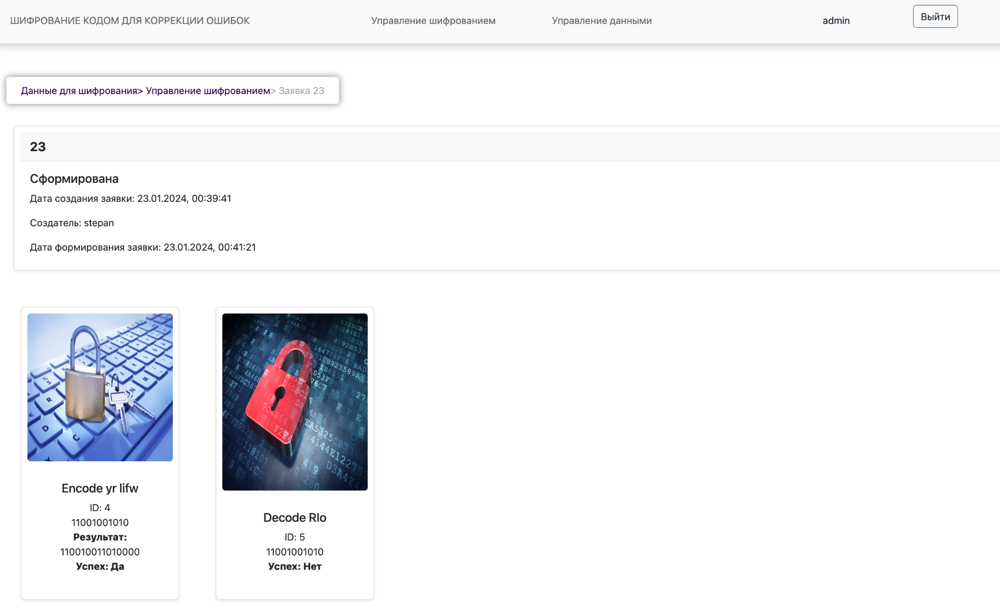 ШИФРОВАНИЕ КОДОМ ДЛЯ КОРРЕКЦИИ ОШИБОК
Управление шифрованием
Управление данными
admin
Выйти
Данные для шифрования> Управление шифрованием> Заявка 23
23
Сформирована
Дата создания заявки: 23.01.2024, 00:39:41
Создатель: stepan
Дата формирования заявки: 23.01.2024, 00:41:21
Encode yr lifw
ID: 4
11001001010
Результат:
110010011010000
Успех: Да
Decode Rlo
ID: 5
11001001010
Успех: Нет